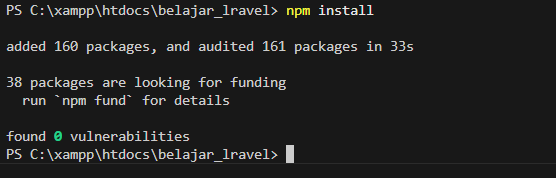 PS C:\xampp\htdocs\belajar_lravel> npm install
added 160 packages, and audited 161 packages in 33s
38 packages are looking for funding
run `npm fund` for details
found 0 vulnerabilities
PS C:\xampp\htdocs\belajar_lravel>